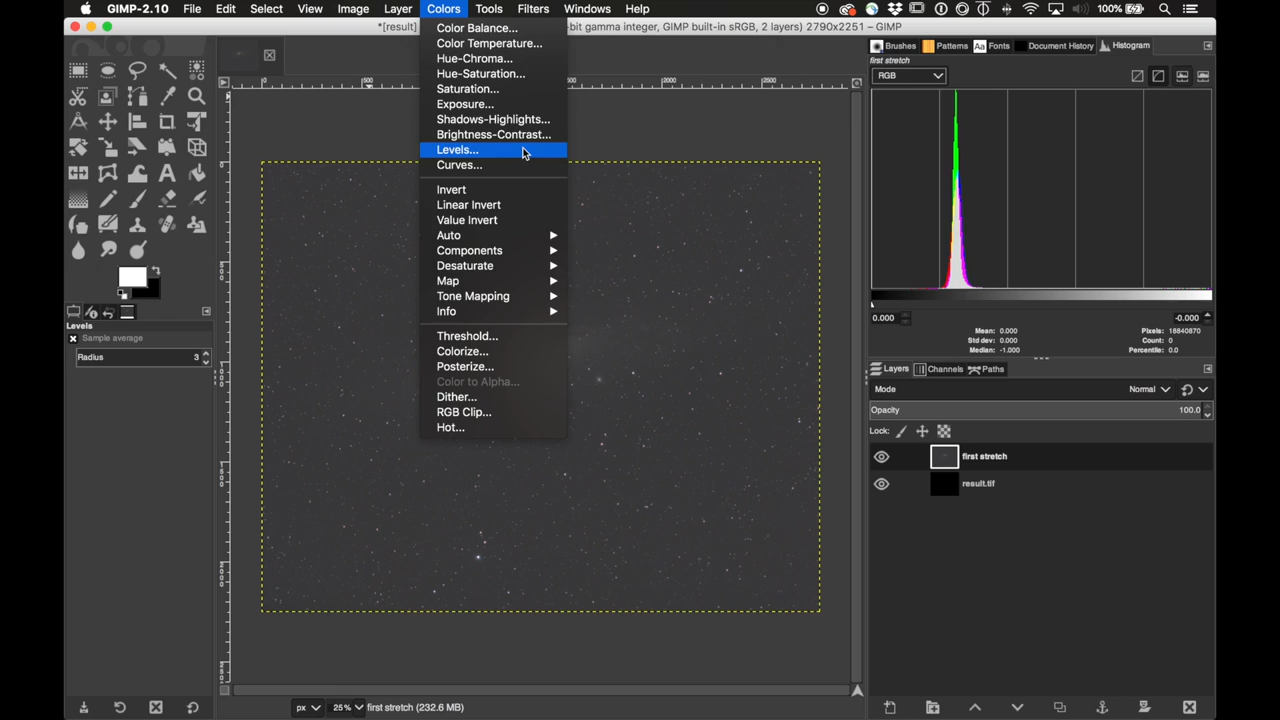 GIMP-2.10 File Edit Select View Image Layer Colors Tools Filters Windows Help 100%
*[result] -bit gamma integer, GIMP built-in sRGB, 2 layers) 2790x2251 – GIMP
Color Balance...
Color Temperature...
Hue-Chroma...
Hue-Saturation...
Saturation...
Exposure...
Shadows-Highlights...
Brightness-Contrast...
Levels...
Curves...
Invert
Linear Invert
Value Invert
Auto
Components
Desaturate
Map
Tone Mapping
Info
Threshold...
Colorize...
Posterize...
Color to Alpha...
Dither...
RGB Clip...
Hot...
Levels
Sample average
Radius 3
px 25% first stretch (232.6 MB)
Brushes Patterns Aa Fonts Document History Histogram
first stretch
RGB
0.000 -0.000
Mean: 0.000 Pixels: 18840870
Std dev: 0.000 Count: 0
Median: -1.000 Percentile: 0.0
Layers Channels Paths
Mode Normal
Opacity 100.0
Lock:
first stretch
result.tif